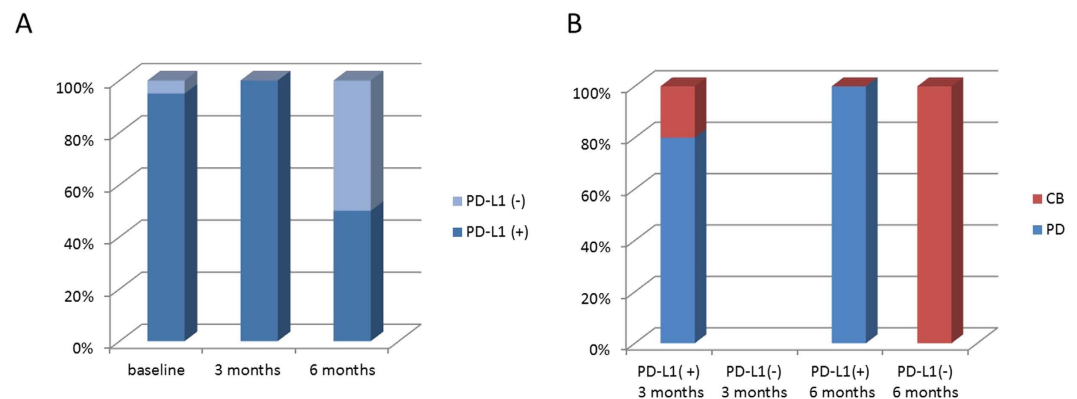 A
100%
80%
60%
40%
20%
0%
baseline
3 months
6 months
PD-L1 (-)
PD-L1 (+)
B
100%
80%
60%
40%
20%
0%
PD-L1( +)
3 months
PD-L1(-)
3 months
PD-L1(+)
6 months
PD-L1(-)
6 months
CB
PD